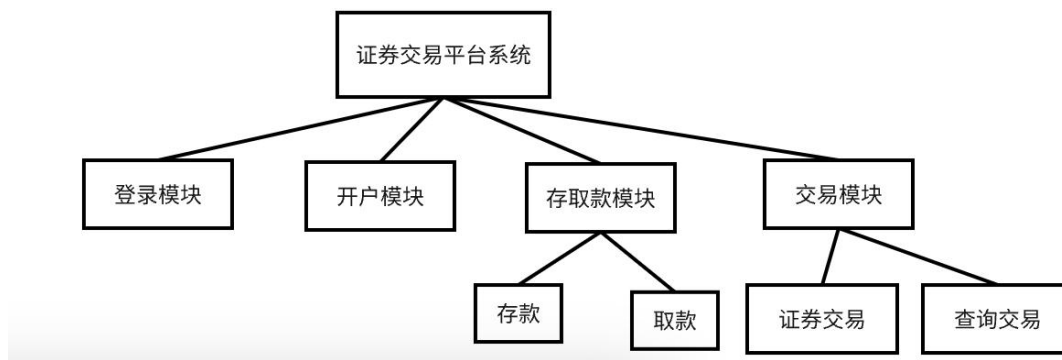 证券交易平台系统
登录模块
开户模块
存取款模块
交易模块
存款
取款
证券交易
查询交易